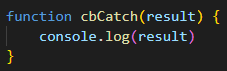 function cbCatch(result) {
    console.log(result)
}